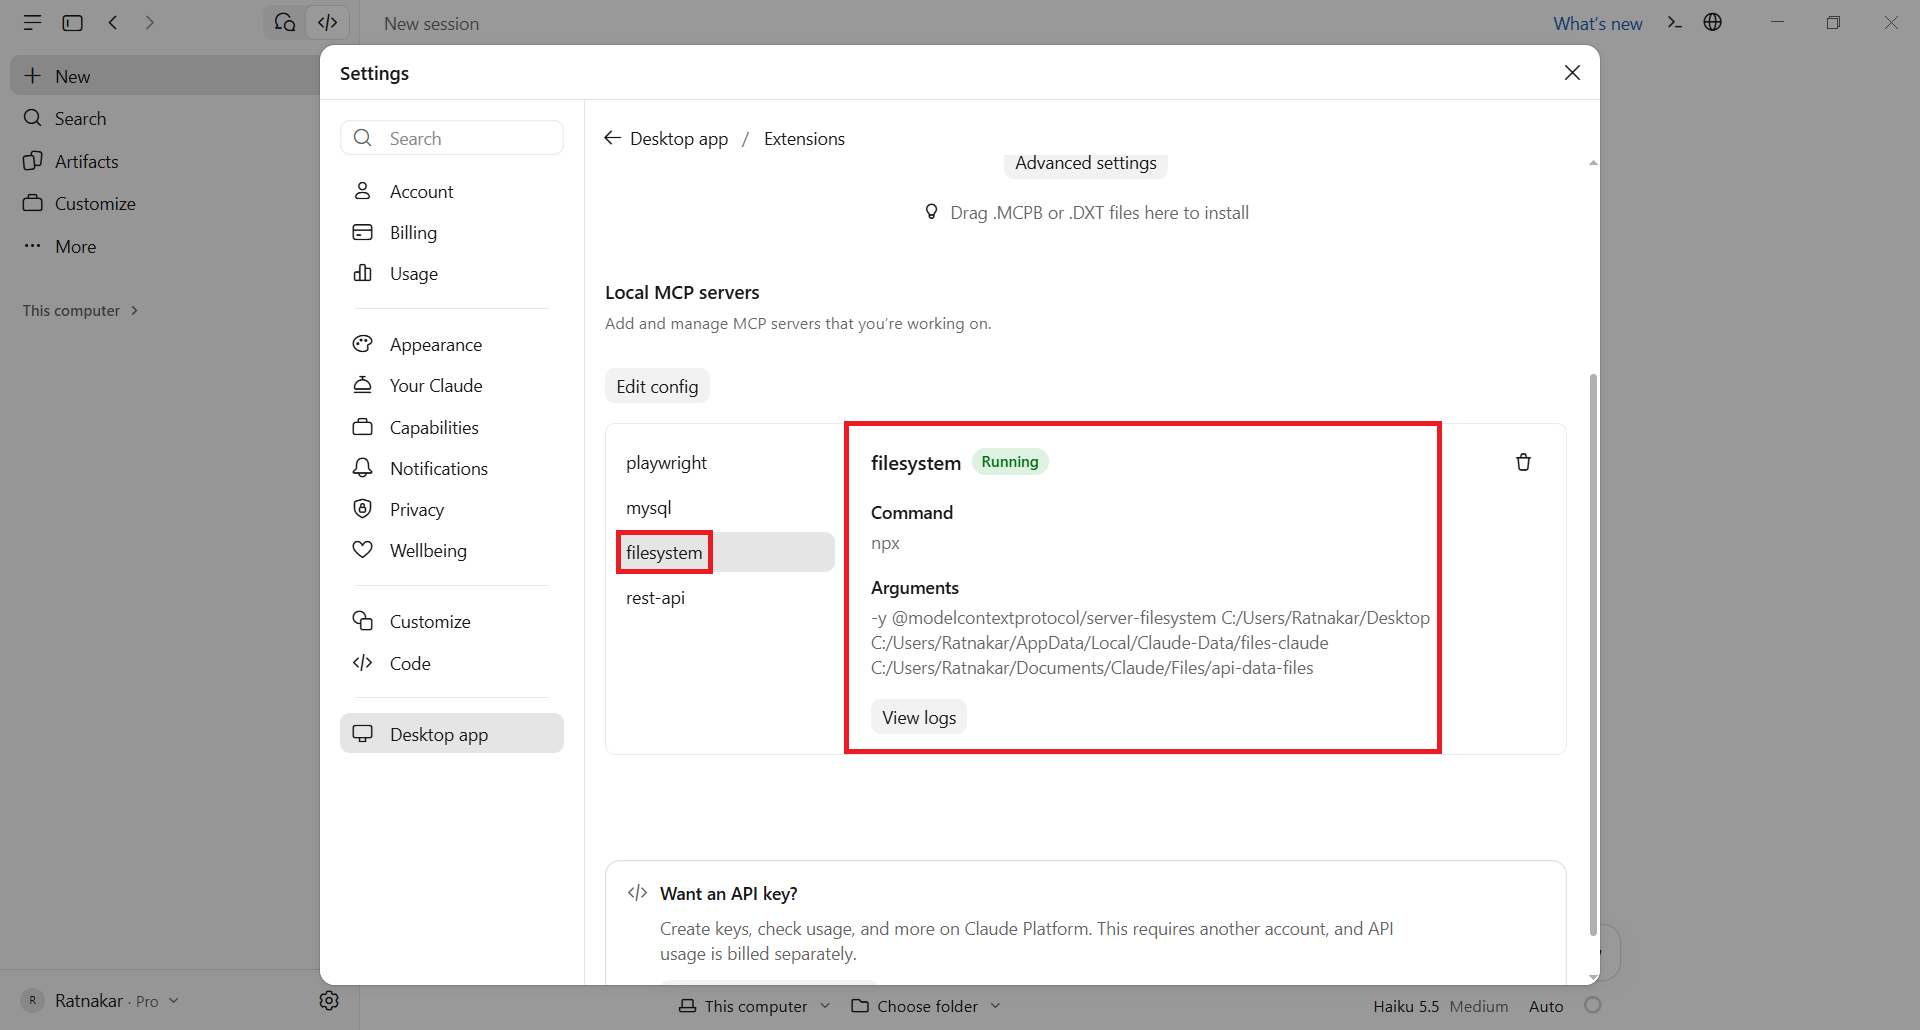 New session
What's new
New
Search
Artifacts
Customize
More
This computer
Settings
Search
Account
Billing
Usage
Appearance
Your Claude
Capabilities
Notifications
Privacy
Wellbeing
Customize
Code
Desktop app
Desktop app / Extensions
Advanced settings
Drag .MCPB or .DXT files here to install
Local MCP servers
Add and manage MCP servers that you're working on.
Edit config
playwright
mysql
filesystem
rest-api
filesystem Running
Command
npx
Arguments
-y @modelcontextprotocol/server-filesystem C:/Users/Ratnakar/Desktop
C:/Users/Ratnakar/AppData/Local/Claude-Data/files-claude
C:/Users/Ratnakar/Documents/Claude/Files/api-data-files
View logs
Want an API key?
Create keys, check usage, and more on Claude Platform. This requires another account, and API
usage is billed separately.
R Ratnakar · Pro
This computer
Choose folder
Haiku 5.5 Medium Auto